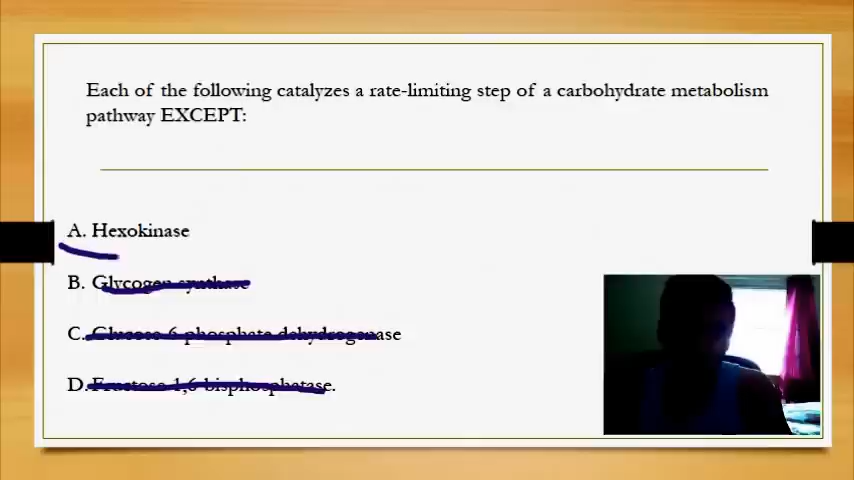 Each of the following catalyzes a rate-limiting step of a carbohydrate metabolism
pathway EXCEPT:
A. Hexokinase
B. Glycogen synthase
C. Glucose 6-phosphate dehydrogenase
D. Fructose 1,6-bisphosphatase.